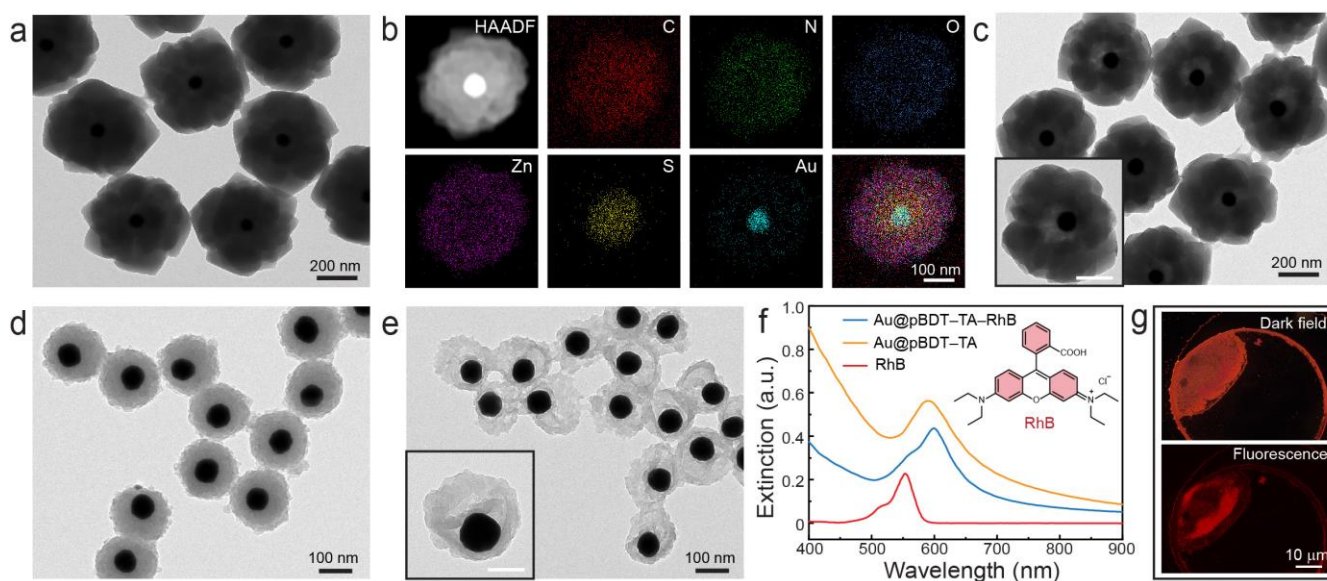 a
200 nm
b
HAADF
C
N
O
Zn
S
Au
100 nm
c
200 nm
d
100 nm
e
100 nm
f
Extinction (a.u.)
1.0
0.8
0.6
0.4
0.2
0
400
500
600
700
800
900
Wavelength (nm)
Au@pBDT–TA–RhB
Au@pBDT–TA
RhB
COOH
Cl⁻
N
O
N⁺
RhB
g
Dark field
Fluorescence
10 μm